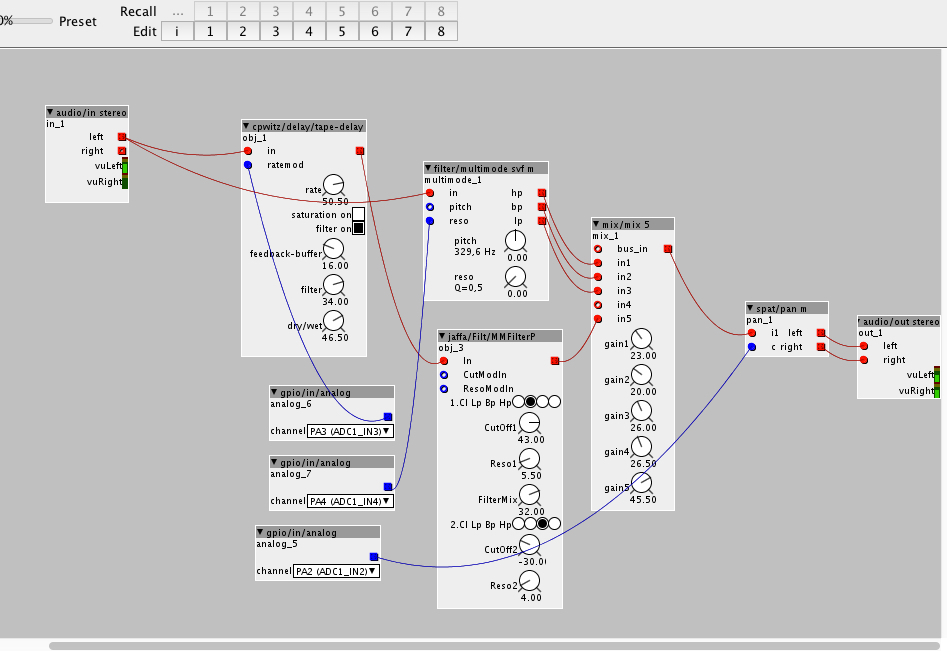 0%
Preset
Recall ... 1 2 3 4 5 6 7 8
Edit i 1 2 3 4 5 6 7 8
audio/in stereo
in_1
left
right
vuLeft
vuRight
cpwitz/delay/tape-delay
obj_1
in
ratemod
rate
50.50
saturation on
filter on
feedback-buffer
16.00
filter
34.00
dry/wet
46.50
filter/multimode svf m
multimode_1
in hp
pitch bp
reso lp
pitch
329,6 Hz
0.00
reso
Q=0,5
0.00
jaffa/Filt/MMFilterP
obj_3
In
CutModIn
ResoModIn
1.Cl Lp Bp Hp
CutOff1
43.00
Reso1
5.50
FilterMix
32.00
2.Cl Lp Bp Hp
CutOff2
-30.0
Reso2
4.00
mix/mix 5
mix_1
bus_in
in1
in2
in3
in4
in5
gain1
23.00
gain2
20.00
gain3
26.00
gain4
26.50
gain5
45.50
spat/pan m
pan_1
i1 left
c right
audio/out stereo
out_1
left
right
vuLeft
vuRight
gpio/in/analog
analog_6
channel PA3 (ADC1_IN3)
gpio/in/analog
analog_7
channel PA4 (ADC1_IN4)
gpio/in/analog
analog_5
channel PA2 (ADC1_IN2)